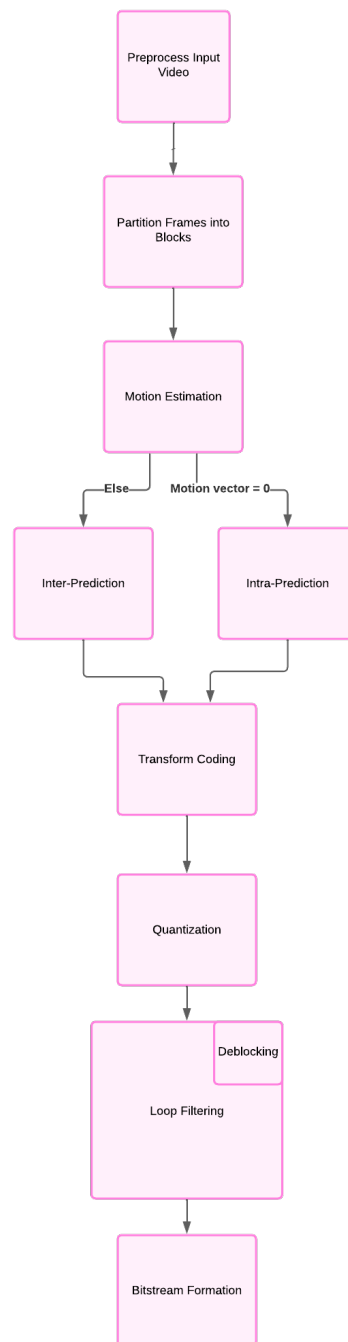 Preprocess Input
Video
Partition Frames into
Blocks
Motion Estimation
Else
Motion vector = 0
Inter-Prediction
Intra-Prediction
Transform Coding
Quantization
Deblocking
Loop Filtering
Bitstream Formation